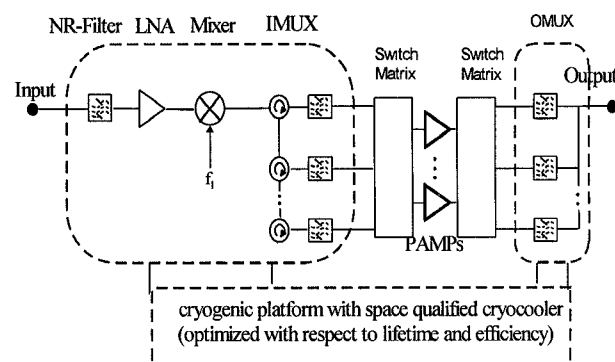 NR-Filter LNA Mixer IMUX
OMUX
Switch
Matrix
Switch
Matrix
Input
Output
f₁
PAMPs
cryogenic platform with space qualified cryocooler
(optimized with respect to lifetime and efficiency)